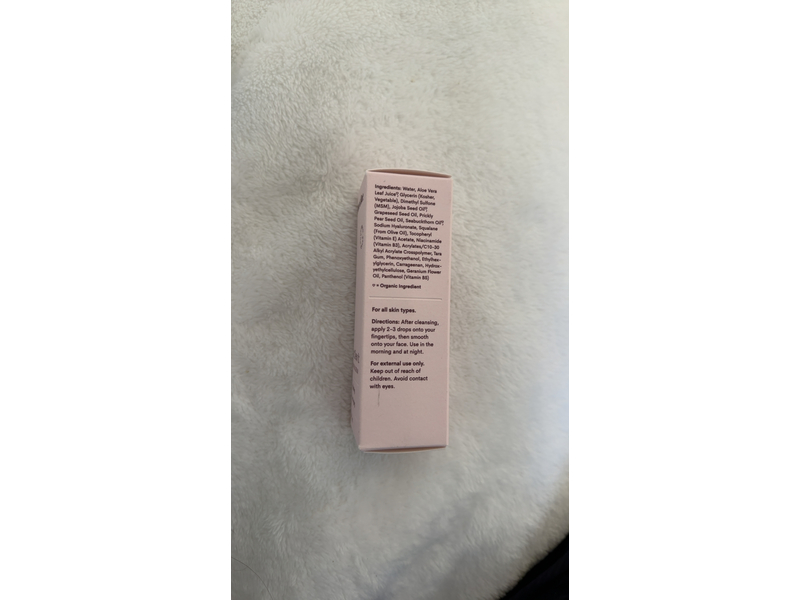 Ingredients: Water, Aloe Vera
Leaf Juice¤, Glycerin (Kosher,
Vegetable), Dimethyl Sulfone
(MSM), Jojoba Seed Oil¤,
Grapeseed Seed Oil, Prickly
Pear Seed Oil, Seabuckthorn Oil¤,
Sodium Hyaluronate, Squalane
(From Olive Oil), Tocopheryl
(Vitamin E) Acetate, Niacinamide
(Vitamin B3), Acrylates/C10-30
Alkyl Acrylate Crosspolymer, Tara
Gum, Phenoxyethanol, Ethylhex-
ylglycerin, Carrageenan, Hydrox-
yethylcellulose, Geranium Flower
Oil, Panthenol (Vitamin B5)
¤ = Organic Ingredient
For all skin types.
Directions: After cleansing,
apply 2-3 drops onto your
fingertips, then smooth
onto your face. Use in the
morning and at night.
For external use only.
Keep out of reach of
children. Avoid contact
with eyes.